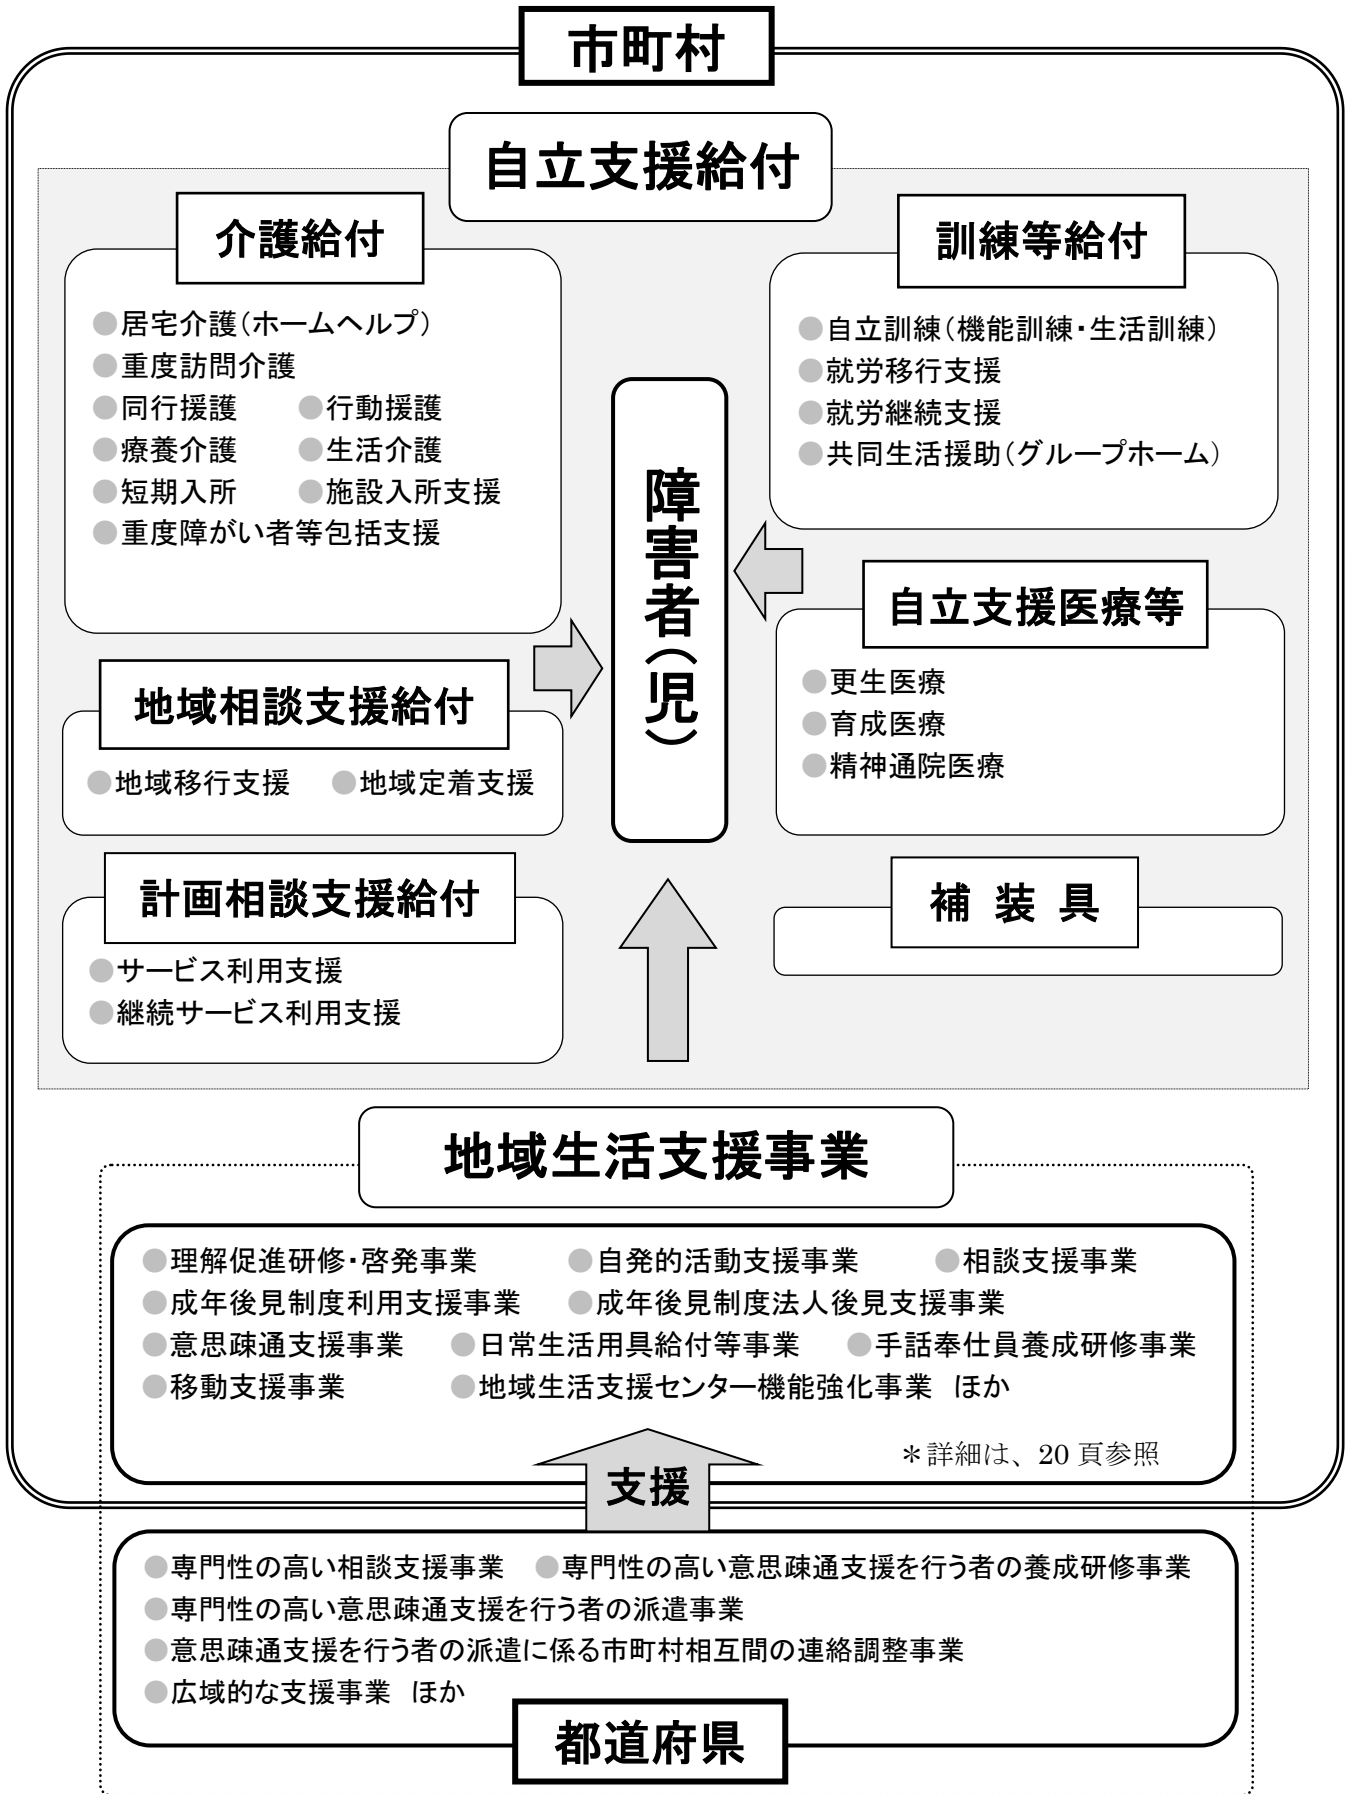 市町村
自立支援給付
介護給付
●居宅介護（ホームヘルプ）
●重度訪問介護
●同行援護　●行動援護
●療養介護　●生活介護
●短期入所　●施設入所支援
●重度障がい者等包括支援
訓練等給付
●自立訓練（機能訓練・生活訓練）
●就労移行支援
●就労継続支援
●共同生活援助（グループホーム）
障害者（児）
自立支援医療等
●更生医療
●育成医療
●精神通院医療
地域相談支援給付
●地域移行支援　●地域定着支援
計画相談支援給付
●サービス利用支援
●継続サービス利用支援
補 装 具
地域生活支援事業
●理解促進研修・啓発事業　●自発的活動支援事業　●相談支援事業
●成年後見制度利用支援事業　●成年後見制度法人後見支援事業
●意思疎通支援事業　●日常生活用具給付等事業　●手話奉仕員養成研修事業
●移動支援事業　●地域生活支援センター機能強化事業　ほか
＊詳細は、20 頁参照
支援
●専門性の高い相談支援事業　●専門性の高い意思疎通支援を行う者の養成研修事業
●専門性の高い意思疎通支援を行う者の派遣事業
●意思疎通支援を行う者の派遣に係る市町村相互間の連絡調整事業
●広域的な支援事業　ほか
都道府県